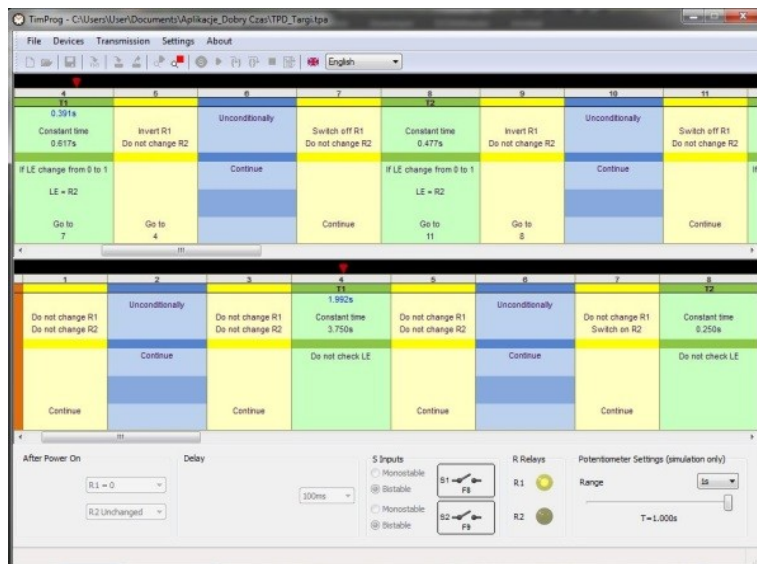 TimProg - C:\Users\User\Documents\Aplikacje_Dobry Czas\TPD_Targi.tpa
File Devices Transmission Settings About
English
4 5 6 7 8 9 10 11
T1 T2
0.391s Unconditionally Unconditionally
Constant time Invert R1 Switch off R1 Constant time Invert R1 Switch off R1
0.617s Do not change R2 Do not change R2 0.477s Do not change R2 Do not change R2
If LE change from 0 to 1 Continue If LE change from 0 to 1 Continue
LE = R2 LE = R2
Go to Go to Continue Go to Go to Continue
7 4 11 8
1 2 3 4 5 6 7 8
T1 T2
Unconditionally 1.992s Unconditionally
Do not change R1 Do not change R1 Constant time Do not change R1 Do not change R1 Constant time
Do not change R2 Do not change R2 3.750s Do not change R2 Switch on R2 0.250s
Continue Do not check LE Continue Do not check LE
Continue Continue Continue Continue
After Power On Delay S Inputs R Relays Potentiometer Settings (simulation only)
R1 = 0
R2 Unchanged
100ms
Monostable
Bistable
S1
F8
Monostable
Bistable
S2
F9
R1
R2
Range 1s
T=1.000s